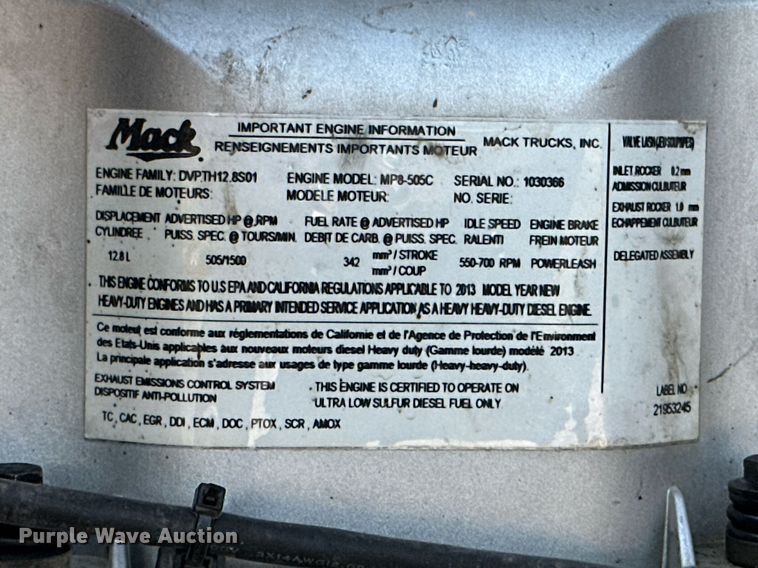 Mack
IMPORTANT ENGINE INFORMATION
RENSEIGNEMENTS IMPORTANTS MOTEUR
MACK TRUCKS, INC.
ENGINE FAMILY: DVPTH12.8S01 ENGINE MODEL: MP8-505C SERIAL NO.: 1030366
FAMILLE DE MOTEURS: MODELE MOTEUR: NO. SERIE:
DISPLACEMENT ADVERTISED HP @ RPM FUEL RATE @ ADVERTISED HP IDLE SPEED ENGINE BRAKE
CYLINDREE PUISS. SPEC. @ TOURS/MIN. DEBIT DE CARB. @ PUISS. SPEC. RALENTI FREIN MOTEUR
12.8 L 505/1500 342 mm³ / STROKE 550-700 RPM POWERLEASH
mm³ / COUP
THIS ENGINE CONFORMS TO U.S EPA AND CALIFORNIA REGULATIONS APPLICABLE TO 2013 MODEL YEAR NEW
HEAVY-DUTY ENGINES AND HAS A PRIMARY INTENDED SERVICE APPLICATION AS A HEAVY HEAVY-DUTY DIESEL ENGINE.
Ce moteur est conforme aux réglementations de Californie et de l'Agence de Protection de l'Environment
des Etats-Unis applicables aux nouveaux moteurs diesel Heavy duty (Gamme lourde) modélé 2013.
La principale application s'adresse aux usages de type gamme lourde (Heavy-heavy-duty).
EXHAUST EMISSIONS CONTROL SYSTEM
DISPOSITIF ANTI-POLLUTION
THIS ENGINE IS CERTIFIED TO OPERATE ON
ULTRA LOW SULFUR DIESEL FUEL ONLY
TC, CAC, EGR, DDI, ECM, DOC, PTOX, SCR, AMOX
VALVE LASH
INLET ROCKER 0.2 mm
ADMISSION CULBUTEUR
EXHAUST ROCKER 1.0 mm
ECHAPPEMENT CULBUTEUR
DELEGATED ASSEMBLY
LABEL NO
21953245
Purple Wave Auction